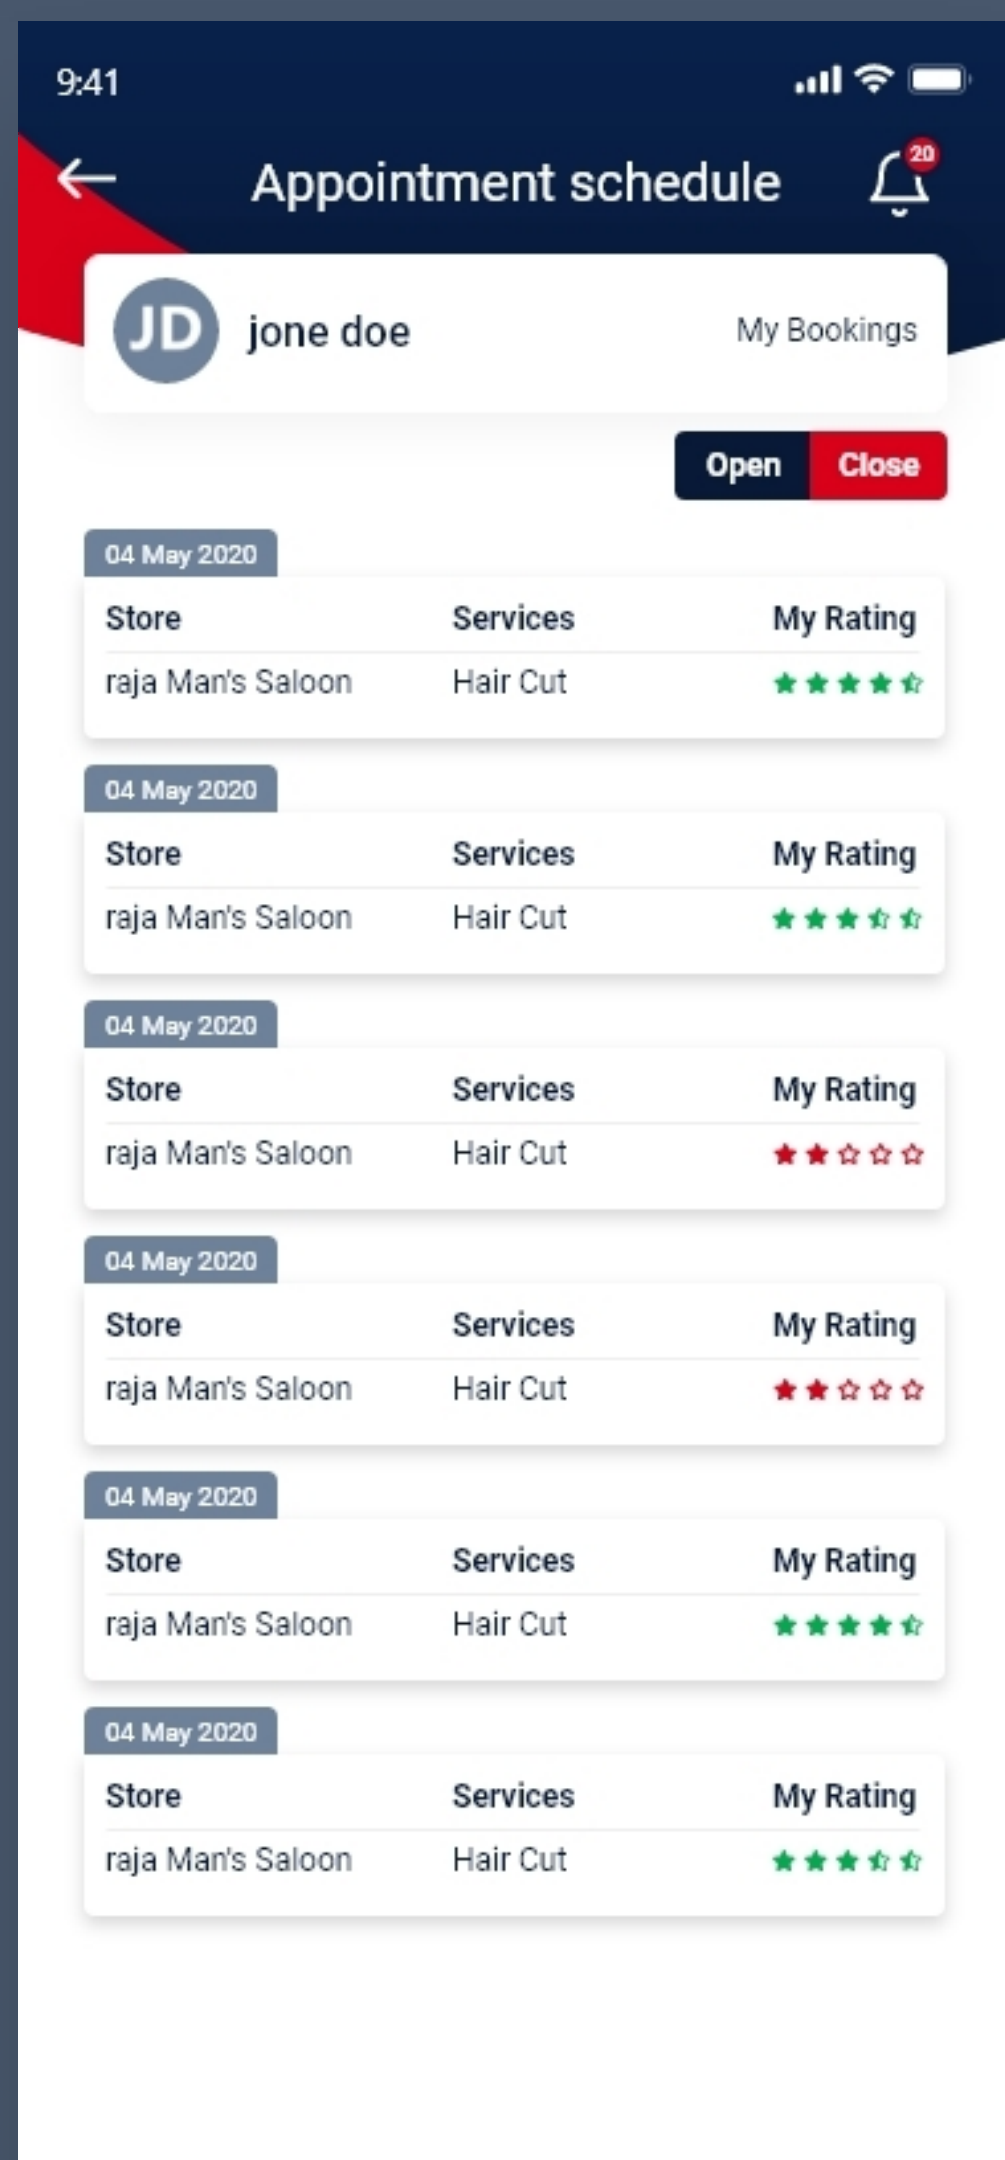 9:41
Appointment schedule
20
JD
jone doe
My Bookings
Open Close
04 May 2020
Store Services My Rating
raja Man's Saloon Hair Cut
04 May 2020
Store Services My Rating
raja Man's Saloon Hair Cut
04 May 2020
Store Services My Rating
raja Man's Saloon Hair Cut
04 May 2020
Store Services My Rating
raja Man's Saloon Hair Cut
04 May 2020
Store Services My Rating
raja Man's Saloon Hair Cut
04 May 2020
Store Services My Rating
raja Man's Saloon Hair Cut